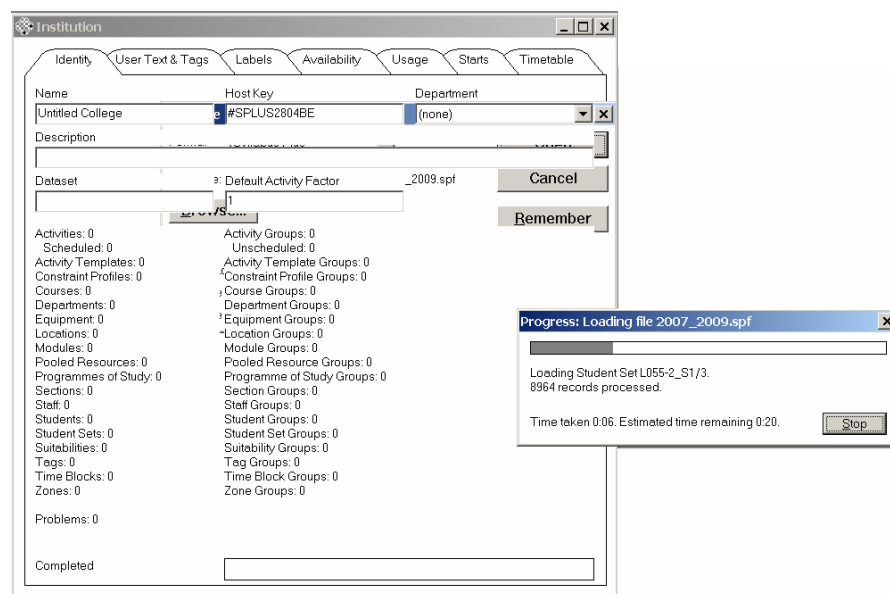 Institution
Identity User Text & Tags Labels Availability Usage Starts Timetable
Name Host Key Department
Untitled College e #SPLUS2804BE (none)
Description
Dataset e: Default Activity Factor _2009.spf Cancel
1
Browse... Remember
Activities: 0 Activity Groups: 0
Scheduled: 0 Unscheduled: 0
Activity Templates: 0 Activity Template Groups: 0
Constraint Profiles: 0 Constraint Profile Groups: 0
Courses: 0 Course Groups: 0
Departments: 0 Department Groups: 0
Equipment: 0 Equipment Groups: 0
Locations: 0 Location Groups: 0
Modules: 0 Module Groups: 0
Pooled Resources: 0 Pooled Resource Groups: 0
Programmes of Study: 0 Programme of Study Groups: 0
Sections: 0 Section Groups: 0
Staff: 0 Staff Groups: 0
Students: 0 Student Groups: 0
Student Sets: 0 Student Set Groups: 0
Suitabilities: 0 Suitability Groups: 0
Tags: 0 Tag Groups: 0
Time Blocks: 0 Time Block Groups: 0
Zones: 0 Zone Groups: 0
Problems: 0
Completed
Progress: Loading file 2007_2009.spf
Loading Student Set L055-2_S1/3.
8964 records processed.
Time taken 0:06. Estimated time remaining 0:20. Stop